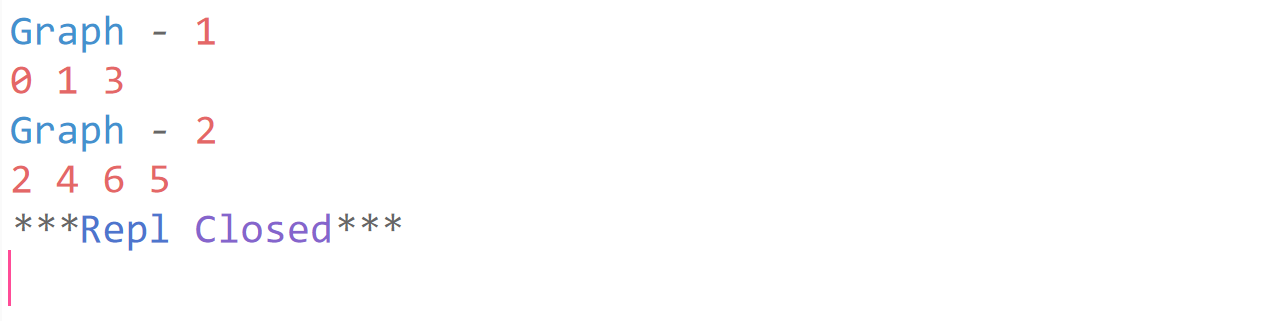 Graph - 1
0 1 3
Graph - 2
2 4 6 5
***Repl Closed***